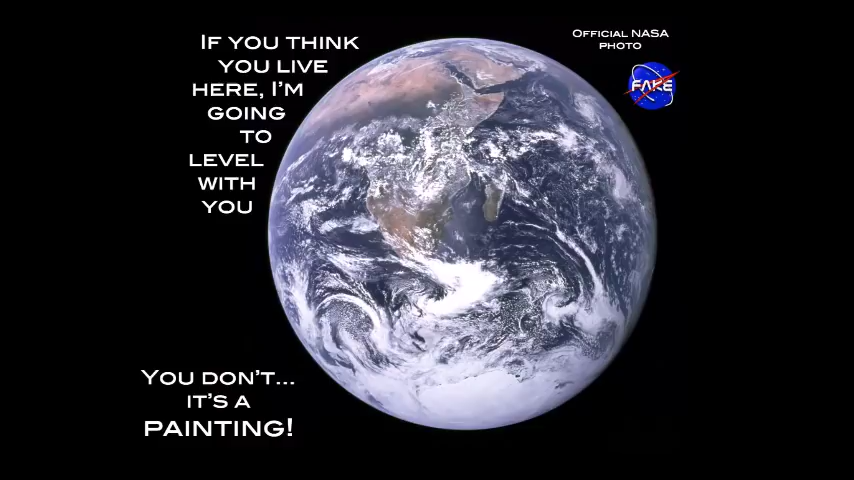 If you think
you live
here, I'm
going
to
level
with
you
Official NASA
photo
FAKE
You don't...
it's a
painting!